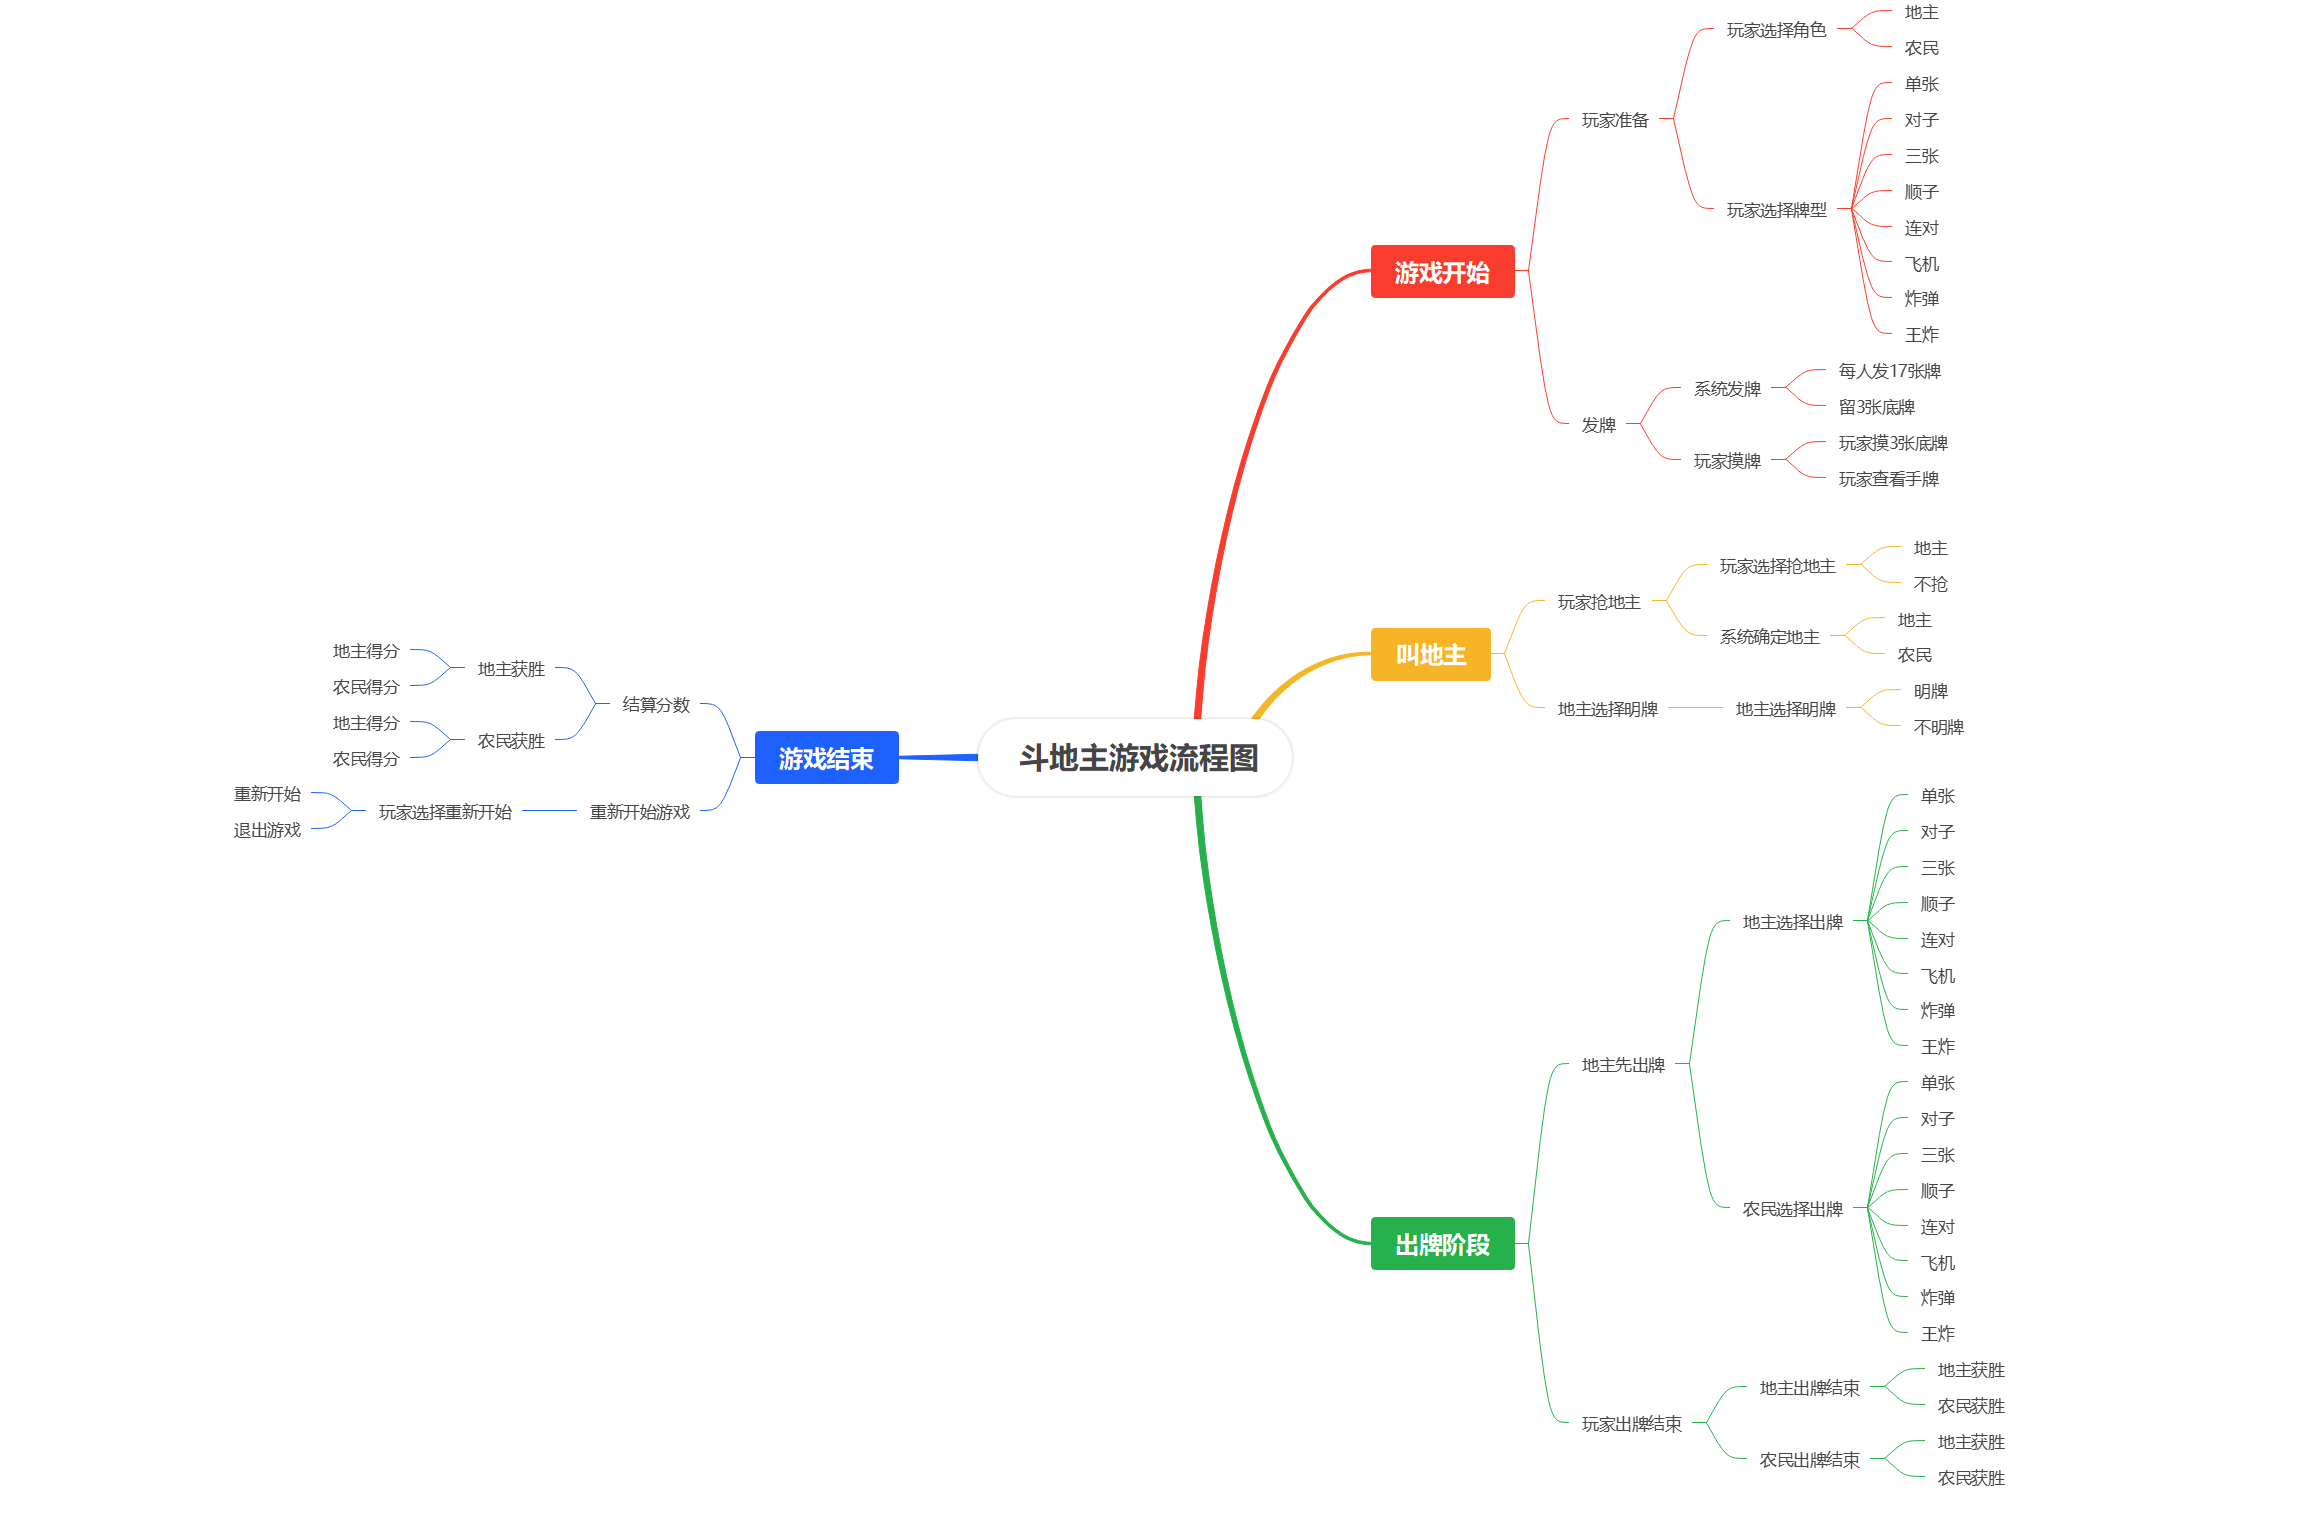 斗地主游戏流程图
游戏开始
玩家准备
玩家选择角色
地主
农民
玩家选择牌型
单张
对子
三张
顺子
连对
飞机
炸弹
王炸
发牌
系统发牌
每人发17张牌
留3张底牌
玩家摸牌
玩家摸3张底牌
玩家查看手牌
叫地主
玩家抢地主
玩家选择抢地主
地主
不抢
系统确定地主
地主
农民
地主选择明牌
地主选择明牌
明牌
不明牌
出牌阶段
地主先出牌
地主选择出牌
单张
对子
三张
顺子
连对
飞机
炸弹
王炸
农民选择出牌
单张
对子
三张
顺子
连对
飞机
炸弹
王炸
玩家出牌结束
地主出牌结束
地主获胜
农民获胜
农民出牌结束
地主获胜
农民获胜
游戏结束
结算分数
地主获胜
地主得分
农民得分
农民获胜
地主得分
农民得分
重新开始游戏
玩家选择重新开始
重新开始
退出游戏